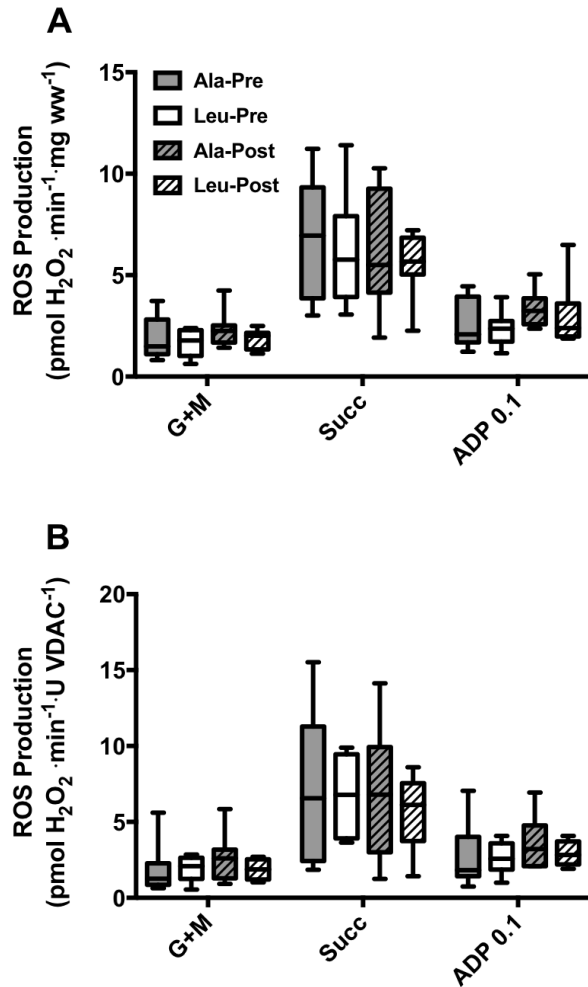 A
ROS Production
(pmol H₂O₂ ·min⁻¹·mg ww⁻¹)
15
10
5
0
Ala-Pre
Leu-Pre
Ala-Post
Leu-Post
G+M
Succ
ADP 0.1
B
ROS Production
(pmol H₂O₂ ·min⁻¹·U VDAC⁻¹)
20
15
10
5
0
G+M
Succ
ADP 0.1